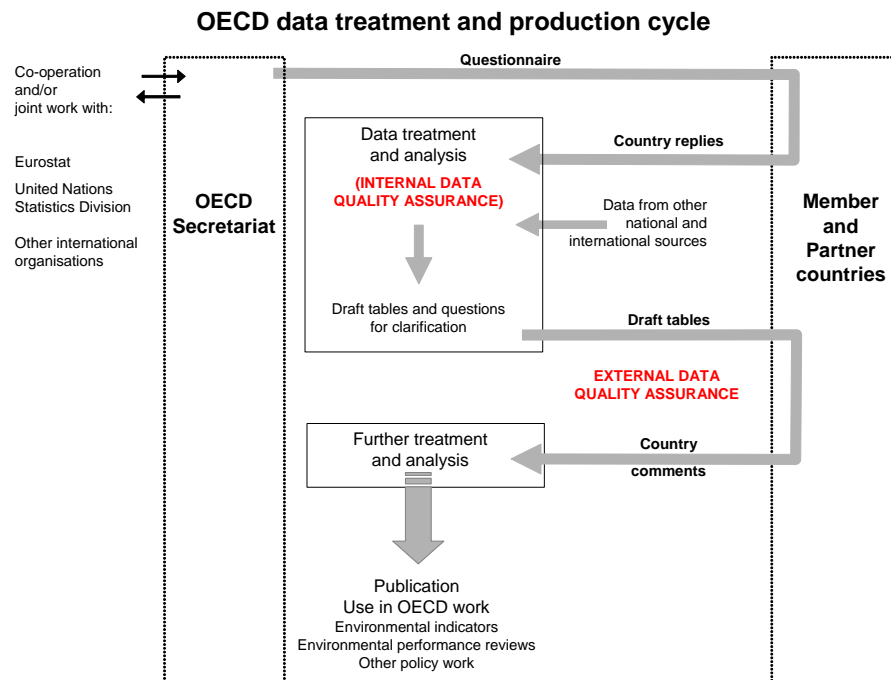 OECD data treatment and production cycle
Questionnaire
Co-operation
and/or
joint work with:
Eurostat
United Nations
Statistics Division
Other international
organisations
OECD
Secretariat
Data treatment
and analysis
(INTERNAL DATA
QUALITY ASSURANCE)
Country replies
Data from other
national and
international sources
Member
and
Partner
countries
Draft tables and questions
for clarification
Draft tables
EXTERNAL DATA
QUALITY ASSURANCE
Further treatment
and analysis
Country
comments
Publication
Use in OECD work
Environmental indicators
Environmental performance reviews
Other policy work